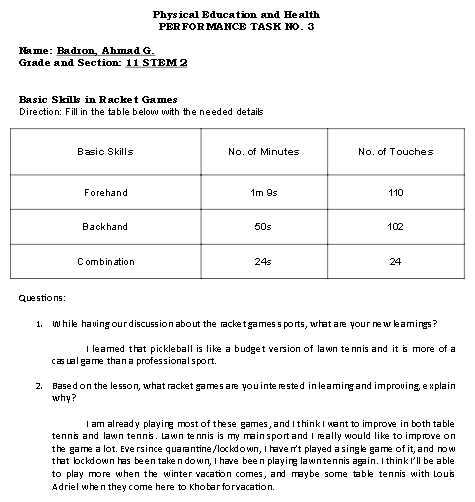 Physical Education and Health
PERFORMANCE TASK NO. 3
Name: Badron, Ahmad G.
Grade and Section: 11 STEM 2
Basic Skills in Racket Games
Direction: Fill in the table below with the needed details
Basic Skills No. of Minutes No. of Touches
Forehand 1m 9s 110
Backhand 50s 102
Combination 24s 24
Questions:
1. While having our discussion about the racket games sports, what are your new learnings?
I learned that pickleball is like a budget version of lawn tennis and it is more of a
casual game than a professional sport.
2. Based on the lesson, what racket games are you interested in learning and improving, explain
why?
I am already playing most of these games, and I think I want to improve in both table
tennis and lawn tennis. Lawn tennis is my main sport and I really would like to improve on
the game a lot. Ever since quarantine/lockdown, I haven't played a single game of it, and now
that lockdown has been taken down, I have been playing lawn tennis again. I think I'll be able
to play more when the winter vacation comes, and maybe some table tennis with Louis
Adriel when they come here to Khobar for vacation.